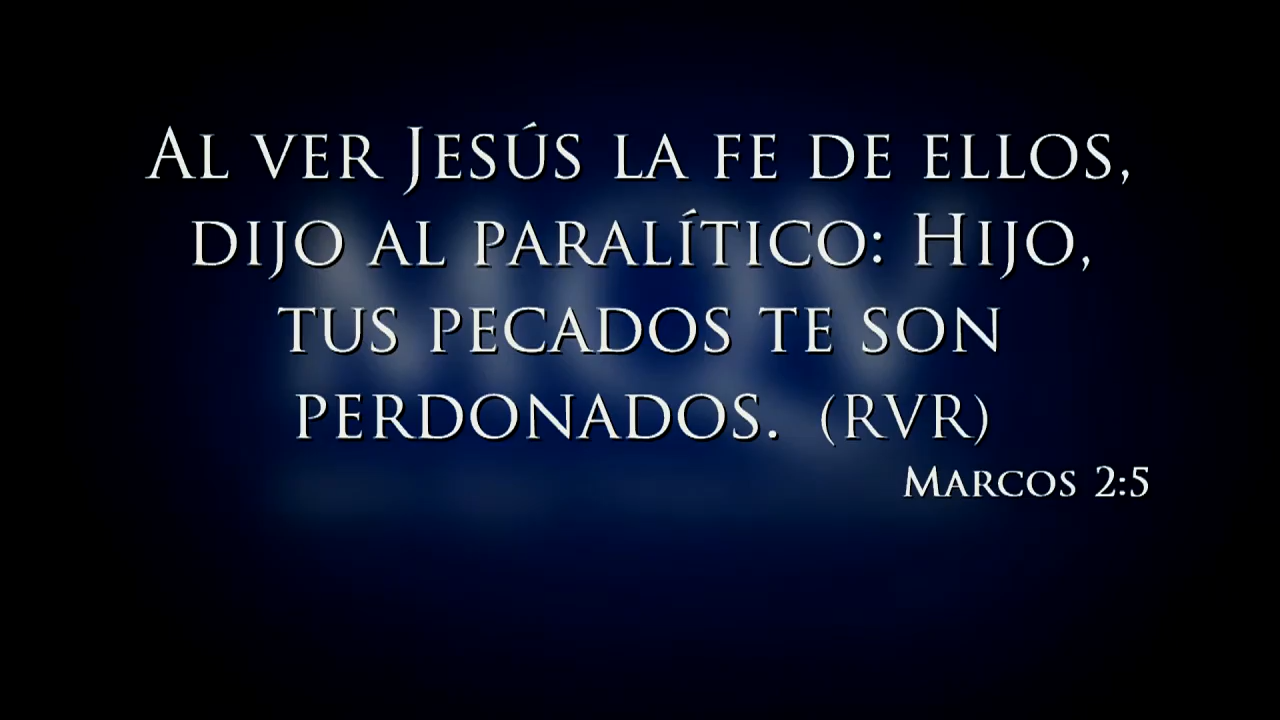 Al ver Jesús la fe de ellos,
dijo al paralítico: Hijo,
tus pecados te son
perdonados. (RVR)
Marcos 2:5